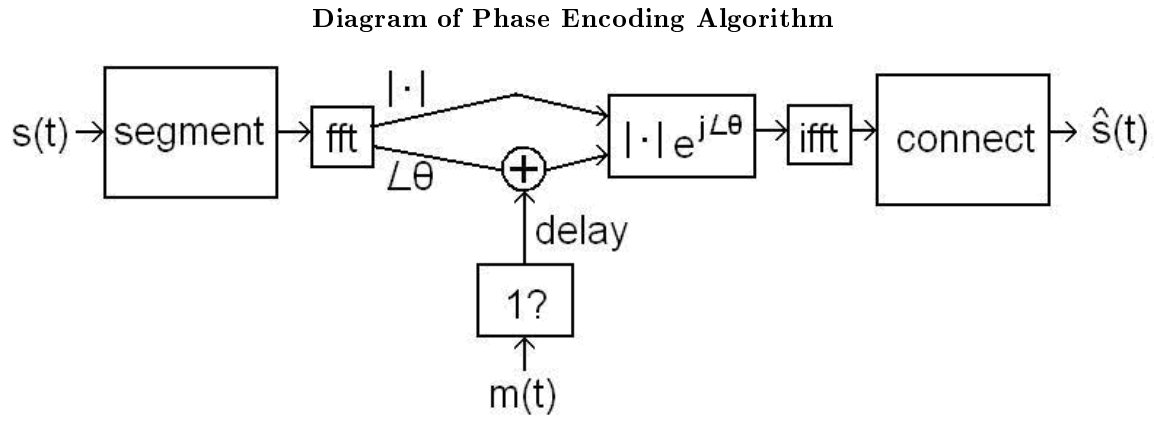 Diagram of Phase Encoding Algorithm
s(t)
segment
fft
|·|
∠θ
+
delay
1?
m(t)
|·| e^{j∠θ}
ifft
connect
ŝ(t)